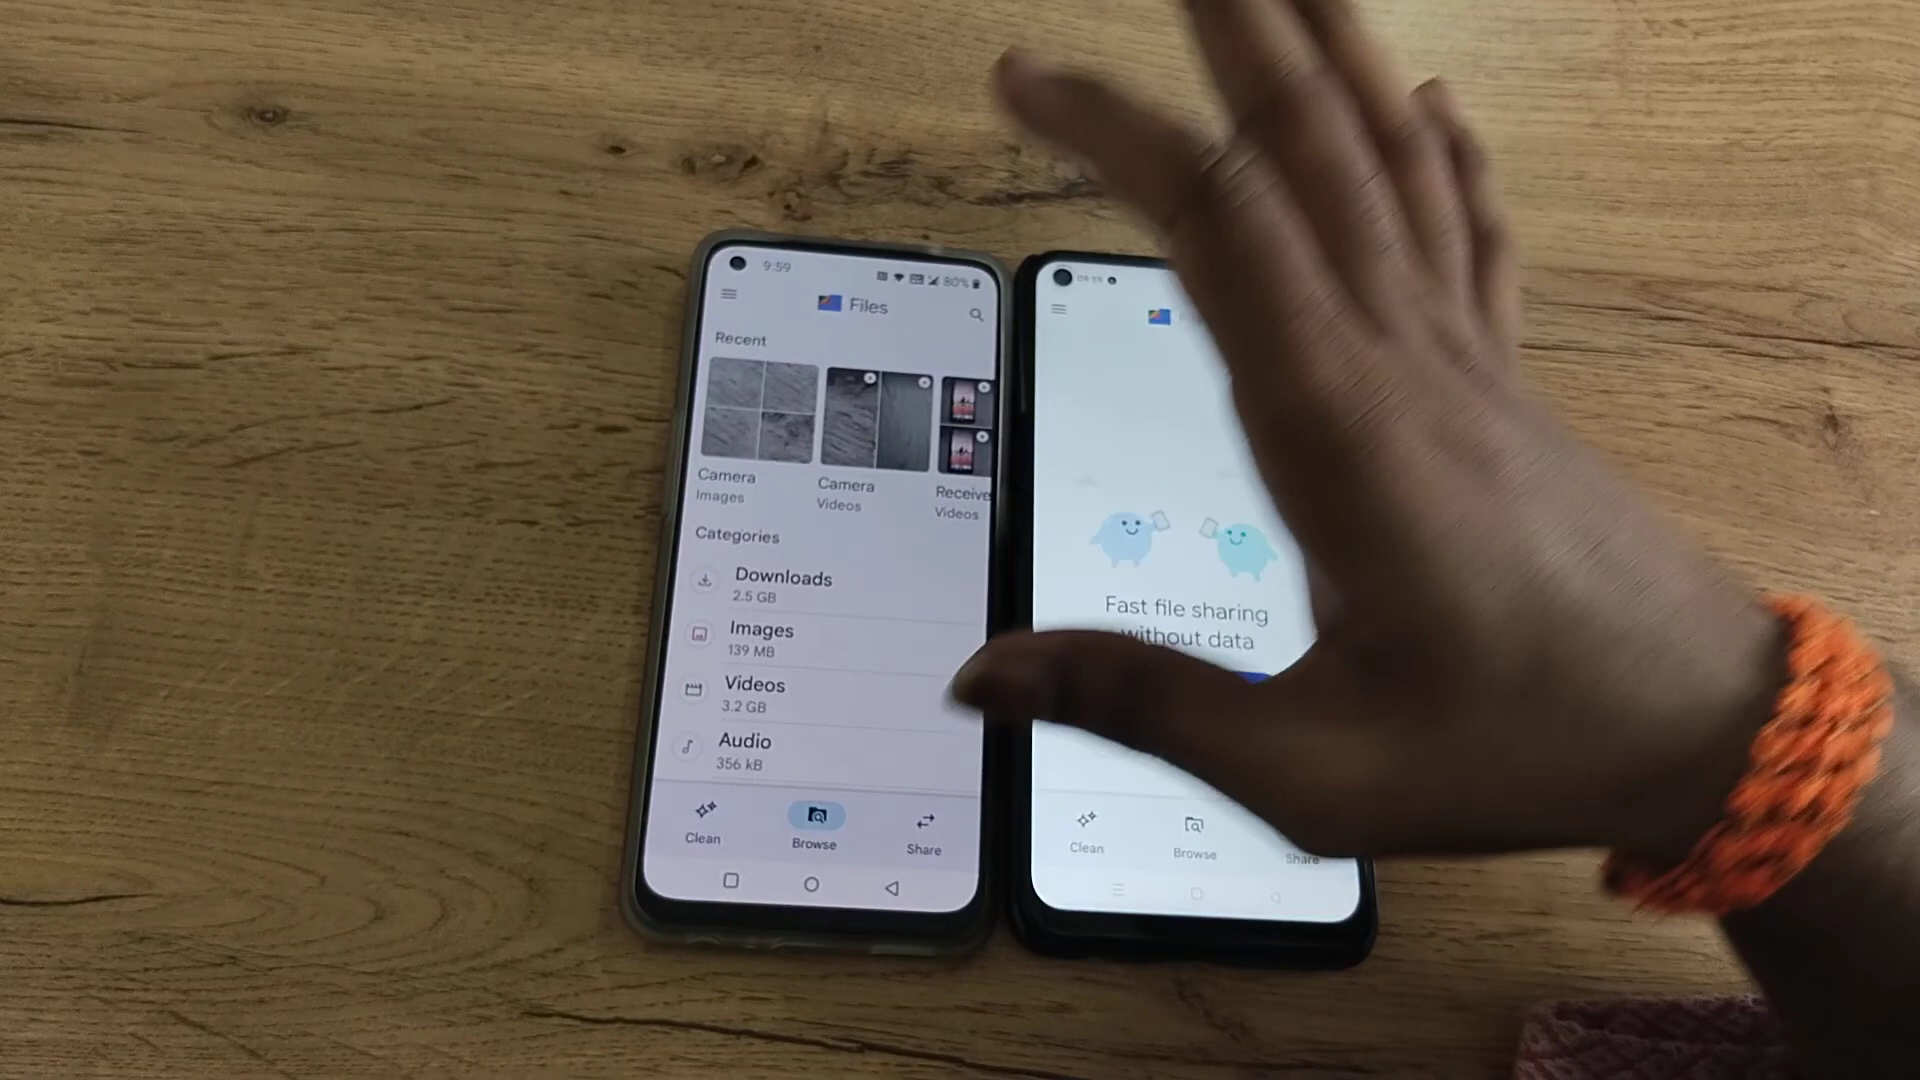 9:59
80%
Files
Recent
Camera
Images
Camera
Videos
Receive
Videos
Categories
Downloads
2.5 GB
Images
139 MB
Videos
3.2 GB
Audio
356 kB
Clean
Browse
Share
Fast file sharing
without data
Clean
Browse
Share